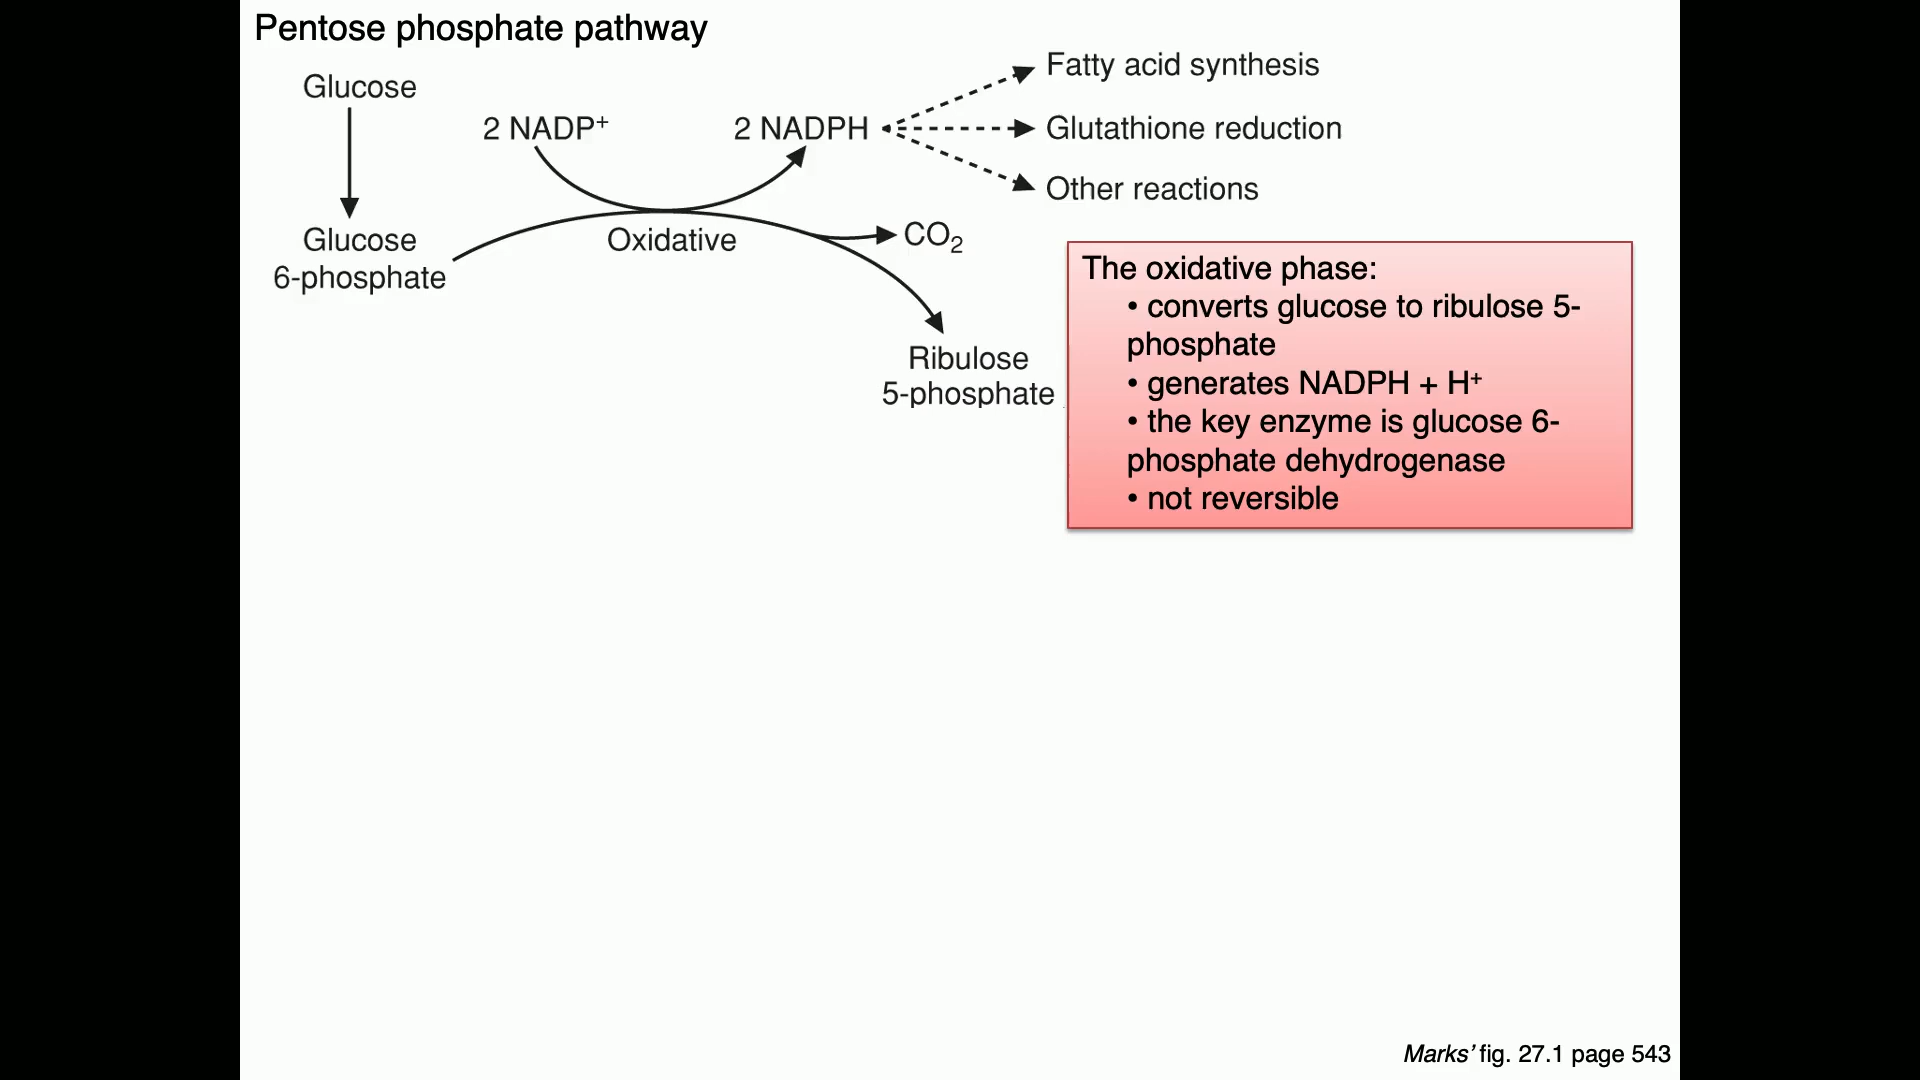 Pentose phosphate pathway
Glucose
2 NADP⁺
2 NADPH
Fatty acid synthesis
Glutathione reduction
Other reactions
Glucose
6-phosphate
Oxidative
CO₂
Ribulose
5-phosphate
The oxidative phase:
• converts glucose to ribulose 5-
phosphate
• generates NADPH + H⁺
• the key enzyme is glucose 6-
phosphate dehydrogenase
• not reversible
Marks’ fig. 27.1 page 543